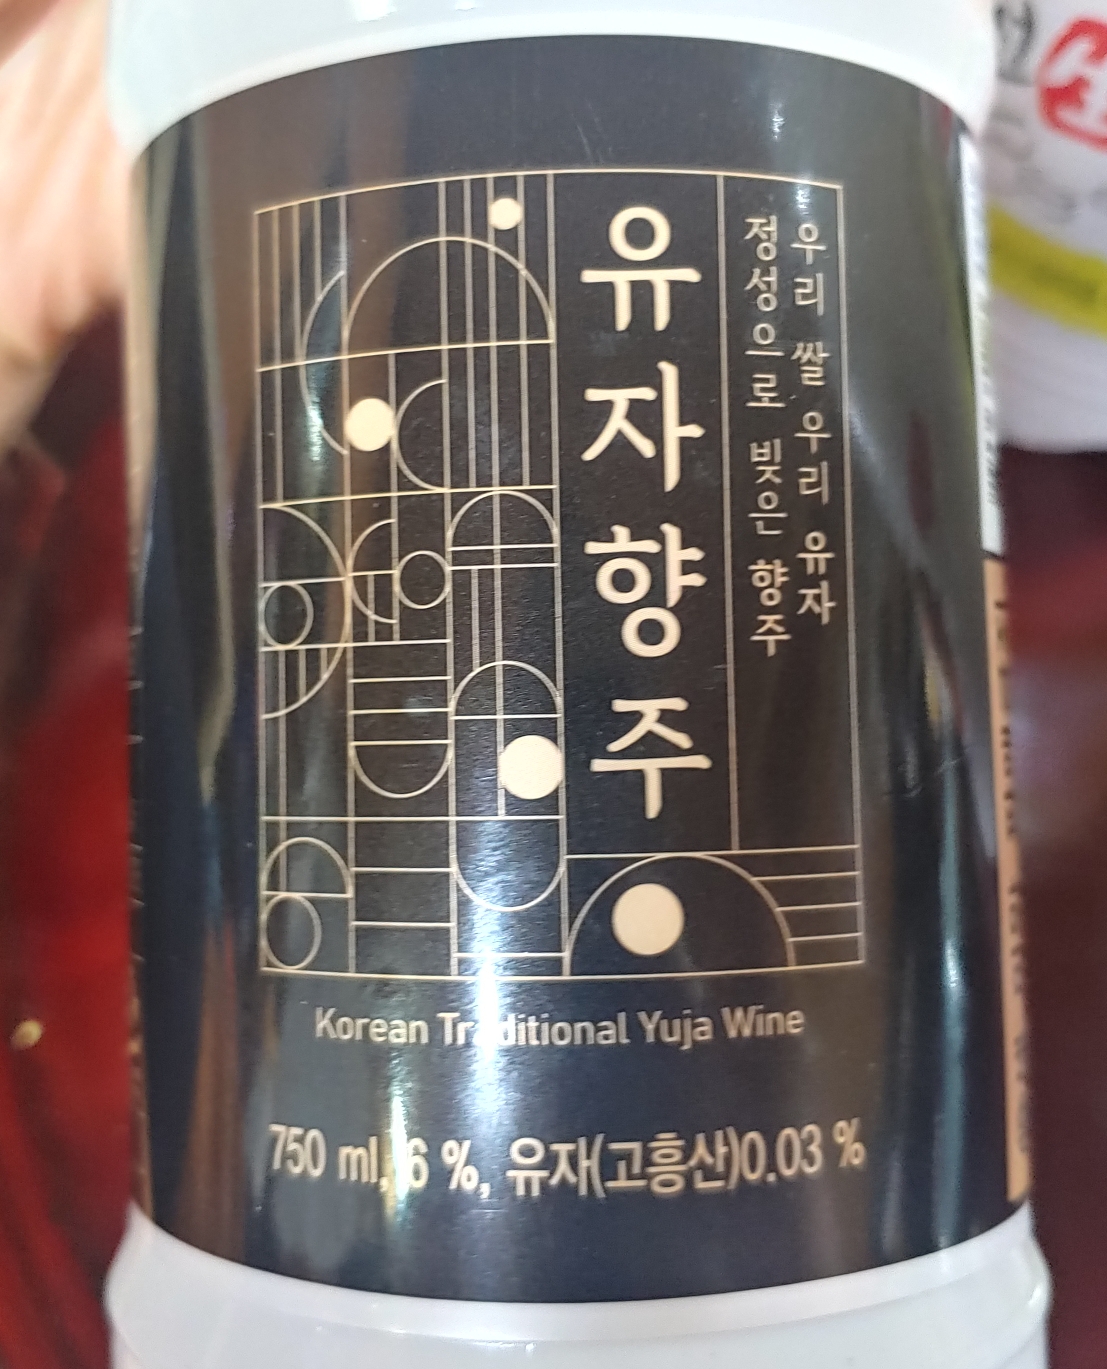 유자향주
우리 쌀 우리 유자
정성으로 빚은 향주
Korean Traditional Yuja Wine
750 ml, 6 %, 유자(고흥산)0.03 %